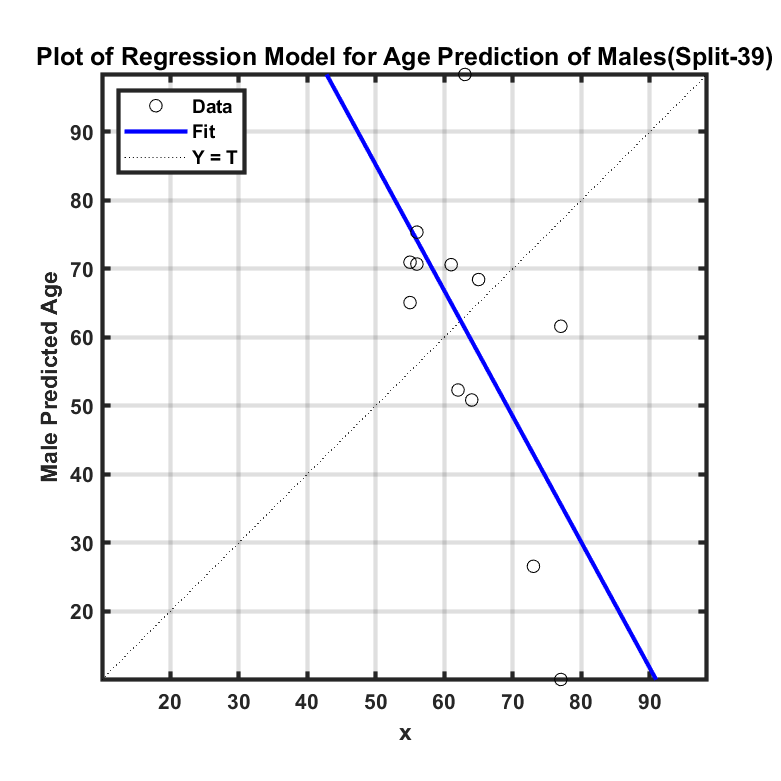 Plot of Regression Model for Age Prediction of Males(Split-39)
Data
Fit
Y = T
90
80
70
60
50
40
30
20
Male Predicted Age
20 30 40 50 60 70 80 90
x